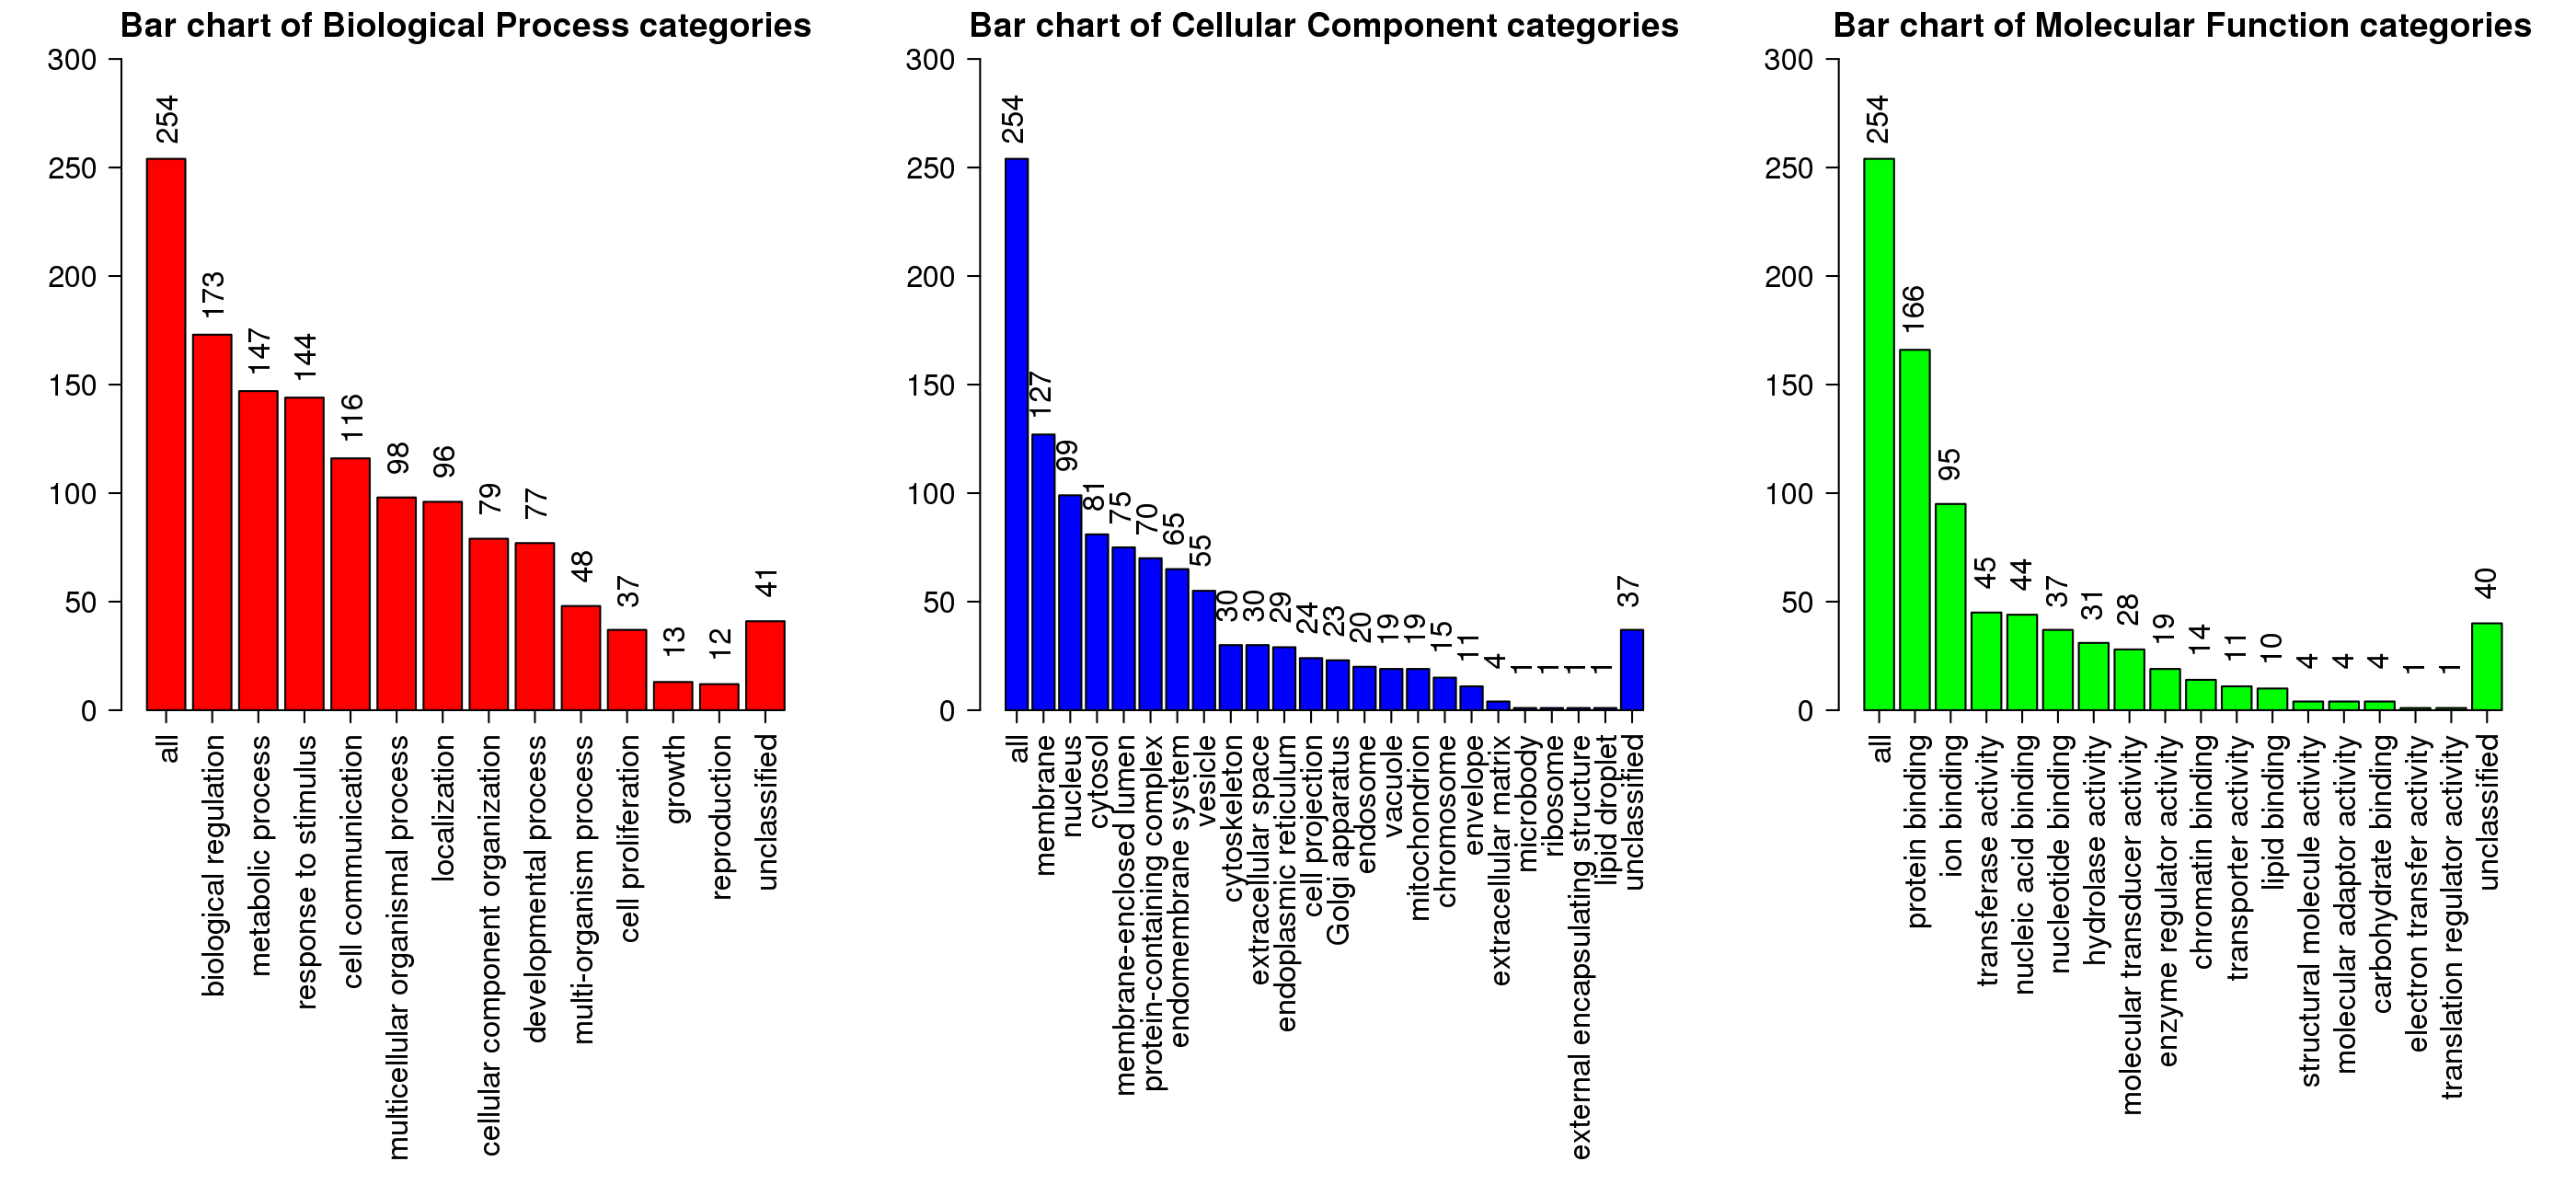 Bar chart of Biological Process categories
300
250
200
150
100
50
0
254
173
147
144
116
98
96
79
77
48
37
13
12
41
all
biological regulation
metabolic process
response to stimulus
cell communication
multicellular organismal process
localization
cellular component organization
developmental process
multi-organism process
cell proliferation
growth
reproduction
unclassified
Bar chart of Cellular Component categories
300
250
200
150
100
50
0
254
127
99
81
75
70
65
55
30
30
29
24
23
20
19
19
15
11
4
1
1
1
1
37
all
membrane
nucleus
cytosol
membrane-enclosed lumen
protein-containing complex
endomembrane system
vesicle
cytoskeleton
extracellular space
endoplasmic reticulum
cell projection
Golgi apparatus
endosome
vacuole
mitochondrion
chromosome
envelope
extracellular matrix
microbody
ribosome
external encapsulating structure
lipid droplet
unclassified
Bar chart of Molecular Function categories
300
250
200
150
100
50
0
254
166
95
45
44
37
31
28
19
14
11
10
4
4
4
1
1
40
all
protein binding
ion binding
transferase activity
nucleic acid binding
nucleotide binding
hydrolase activity
molecular transducer activity
enzyme regulator activity
chromatin binding
transporter activity
lipid binding
structural molecule activity
molecular adaptor activity
carbohydrate binding
electron transfer activity
translation regulator activity
unclassified